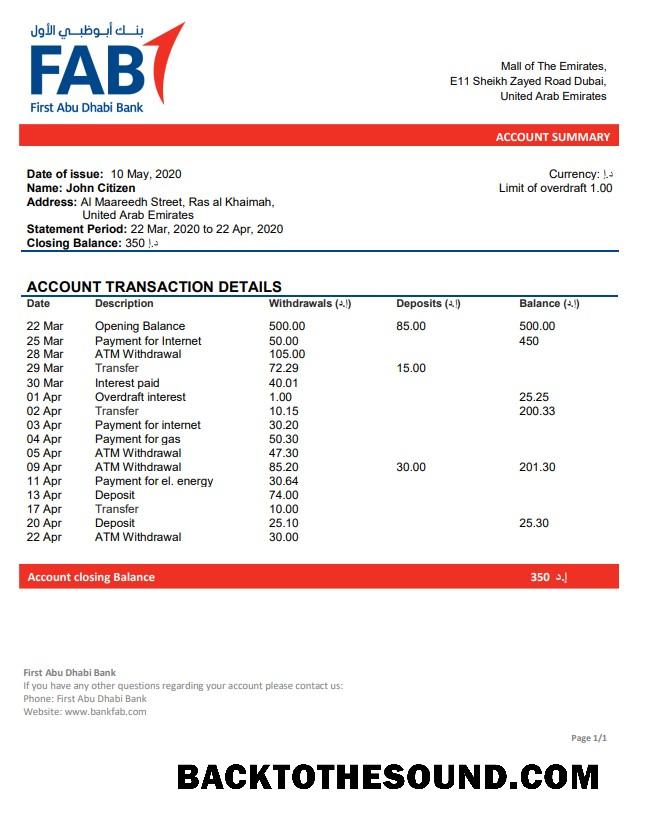 بنك أبوظبي الأول
FAB
First Abu Dhabi Bank
Mall of The Emirates,
E11 Sheikh Zayed Road Dubai,
United Arab Emirates
ACCOUNT SUMMARY
Date of issue: 10 May, 2020
Currency: د.إ
Name: John Citizen
Limit of overdraft 1.00
Address: Al Maareedh Street, Ras al Khaimah,
United Arab Emirates
Statement Period: 22 Mar, 2020 to 22 Apr, 2020
Closing Balance: 350 د.إ
ACCOUNT TRANSACTION DETAILS
Date Description Withdrawals (د.إ) Deposits (د.إ) Balance (د.إ)
22 Mar Opening Balance 500.00 85.00 500.00
25 Mar Payment for Internet 50.00 450
28 Mar ATM Withdrawal 105.00
29 Mar Transfer 72.29 15.00
30 Mar Interest paid 40.01
01 Apr Overdraft interest 1.00 25.25
02 Apr Transfer 10.15 200.33
03 Apr Payment for internet 30.20
04 Apr Payment for gas 50.30
05 Apr ATM Withdrawal 47.30
09 Apr ATM Withdrawal 85.20 30.00 201.30
11 Apr Payment for el. energy 30.64
13 Apr Deposit 74.00
17 Apr Transfer 10.00
20 Apr Deposit 25.10 25.30
22 Apr ATM Withdrawal 30.00
Account closing Balance 350 د.إ
First Abu Dhabi Bank
If you have any other questions regarding your account please contact us:
Phone: First Abu Dhabi Bank
Website: www.bankfab.com
Page 1/1
BACKTOTHESOUND.COM